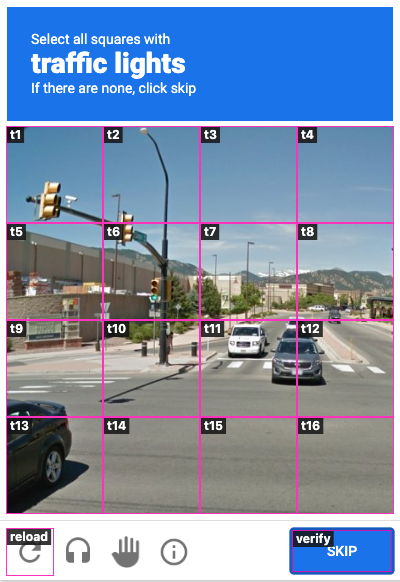 Select all squares with
traffic lights
If there are none, click skip
t1
t2
t3
t4
t5
t6
t7
t8
t9
t10
t11
t12
t13
t14
t15
t16
reload
verify
SKIP